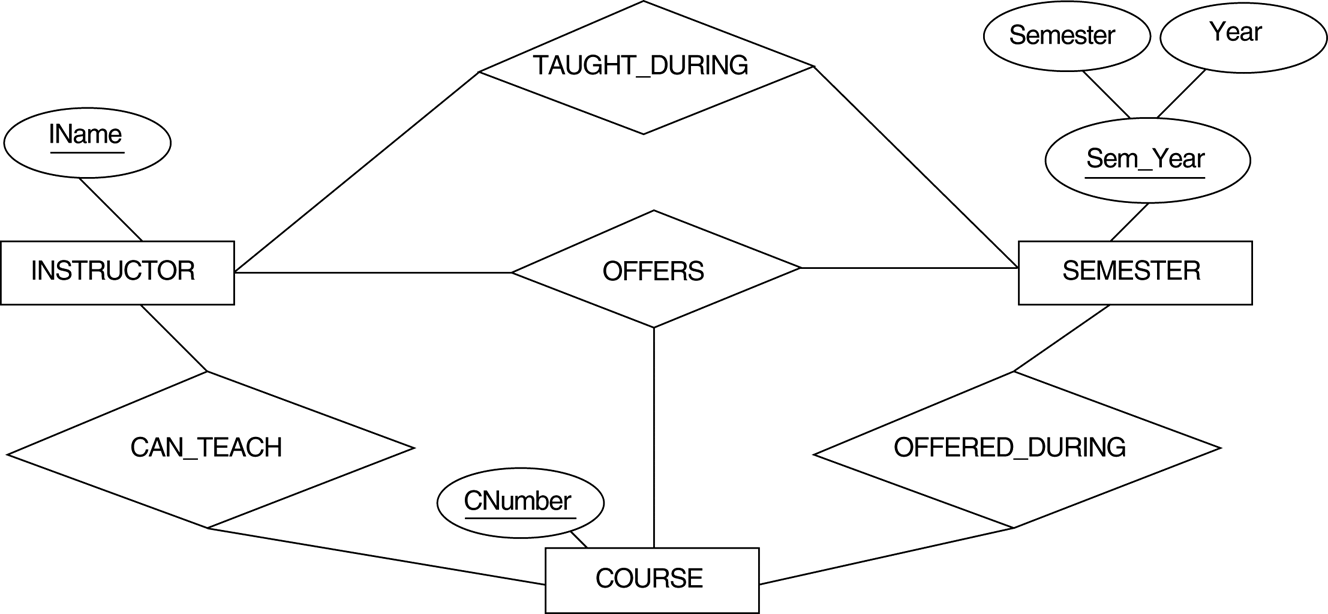 TAUGHT_DURING
Semester
Year
IName
Sem_Year
INSTRUCTOR
OFFERS
SEMESTER
CAN_TEACH
OFFERED_DURING
CNumber
COURSE